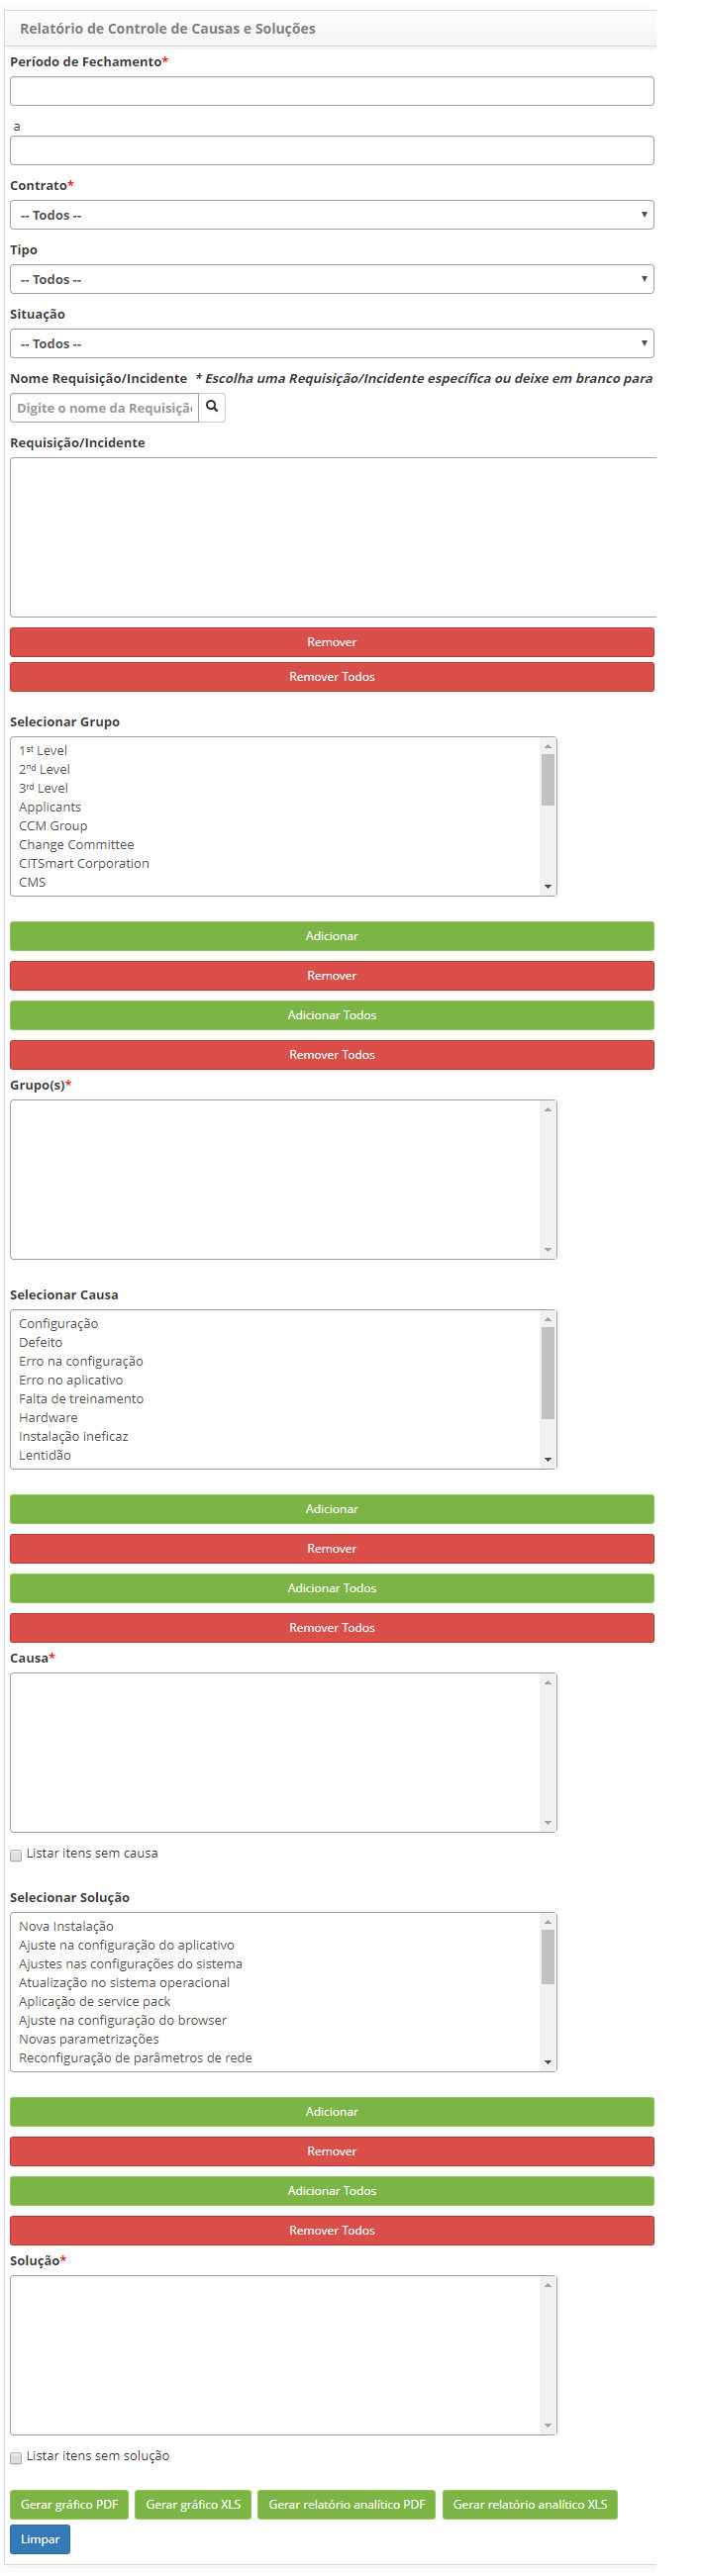 Relatório de Controle de Causas e Soluções
Período de Fechamento*
a
Contrato*
-- Todos --
Tipo
-- Todos --
Situação
-- Todos --
Nome Requisição/Incidente * Escolha uma Requisição/Incidente específica ou deixe em branco para
Digite o nome da Requisiçã
Requisição/Incidente
Remover
Remover Todos
Selecionar Grupo
1st Level
2nd Level
3rd Level
Applicants
CCM Group
Change Committee
CITSmart Corporation
CMS
Adicionar
Remover
Adicionar Todos
Remover Todos
Grupo(s)*
Selecionar Causa
Configuração
Defeito
Erro na configuração
Erro no aplicativo
Falta de treinamento
Hardware
Instalação ineficaz
Lentidão
Adicionar
Remover
Adicionar Todos
Remover Todos
Causa*
Listar itens sem causa
Selecionar Solução
Nova Instalação
Ajuste na configuração do aplicativo
Ajustes nas configurações do sistema
Atualização no sistema operacional
Aplicação de service pack
Ajuste na configuração do browser
Novas parametrizações
Reconfiguração de parâmetros de rede
Adicionar
Remover
Adicionar Todos
Remover Todos
Solução*
Listar itens sem solução
Gerar gráfico PDF Gerar gráfico XLS Gerar relatório analítico PDF Gerar relatório analítico XLS
Limpar